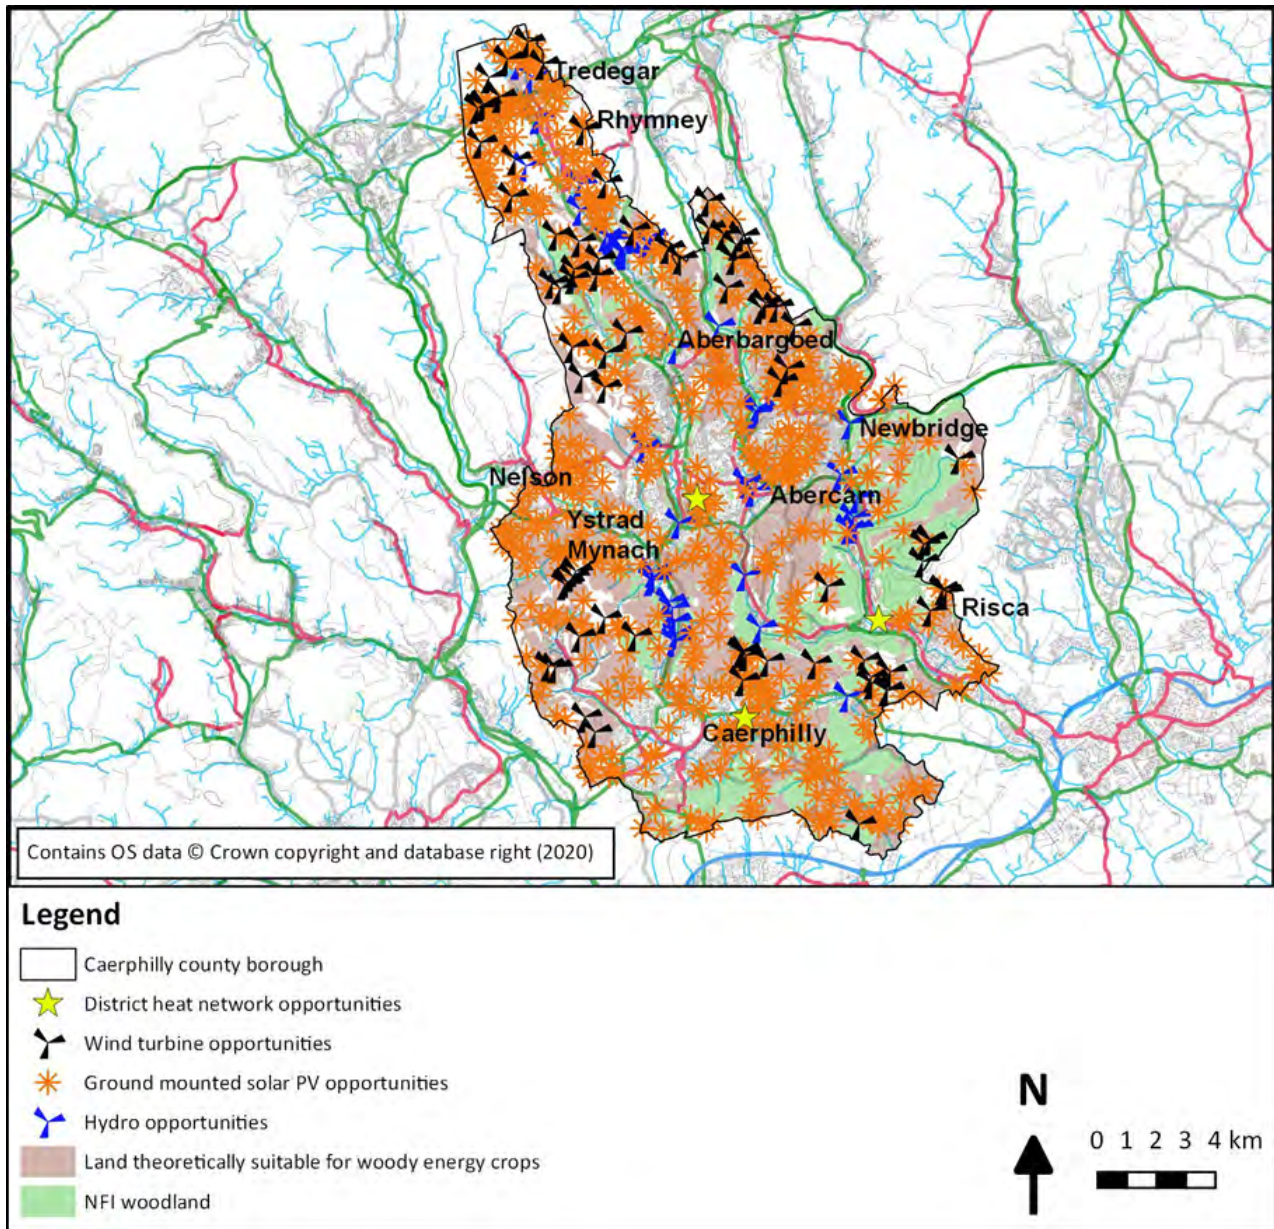 Tredegar
Rhymney
Aberbargoed
Newbridge
Nelson
Abercarn
Ystrad
Mynach
Risca
Caerphilly
Contains OS data © Crown copyright and database right (2020)
Legend
Caerphilly county borough
District heat network opportunities
Wind turbine opportunities
Ground mounted solar PV opportunities
Hydro opportunities
Land theoretically suitable for woody energy crops
NFI woodland
N
0 1 2 3 4 km